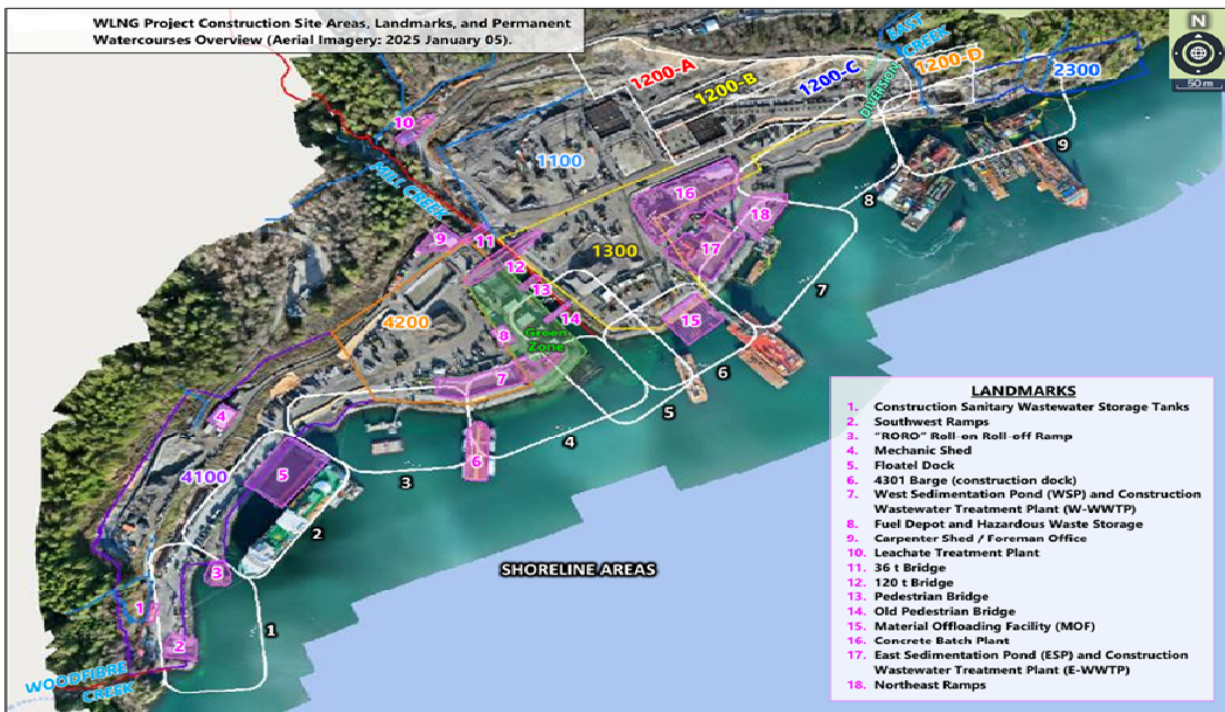 WLNG Project Construction Site Areas, Landmarks, and Permanent
Watercourses Overview (Aerial Imagery: 2025 January 05).
N
50 m
EAST
CREEK
DIVERSION
1200-A
1200-B
1200-C
1200-D
2300
10
1100
MILL CREEK
9
11
12
13
14
16
18
17
1300
15
4200
8
Green
Zone
7
4
4100
5
6
3
1
2
WOODFIBRE
CREEK
SHORELINE AREAS
1
2
3
4
5
6
7
8
9
LANDMARKS
1. Construction Sanitary Wastewater Storage Tanks
2. Southwest Ramps
3. "RORO" Roll-on Roll-off Ramp
4. Mechanic Shed
5. Floatel Dock
6. 4301 Barge (construction dock)
7. West Sedimentation Pond (WSP) and Construction
Wastewater Treatment Plant (W-WWTP)
8. Fuel Depot and Hazardous Waste Storage
9. Carpenter Shed / Foreman Office
10. Leachate Treatment Plant
11. 36 t Bridge
12. 120 t Bridge
13. Pedestrian Bridge
14. Old Pedestrian Bridge
15. Material Offloading Facility (MOF)
16. Concrete Batch Plant
17. East Sedimentation Pond (ESP) and Construction
Wastewater Treatment Plant (E-WWTP)
18. Northeast Ramps